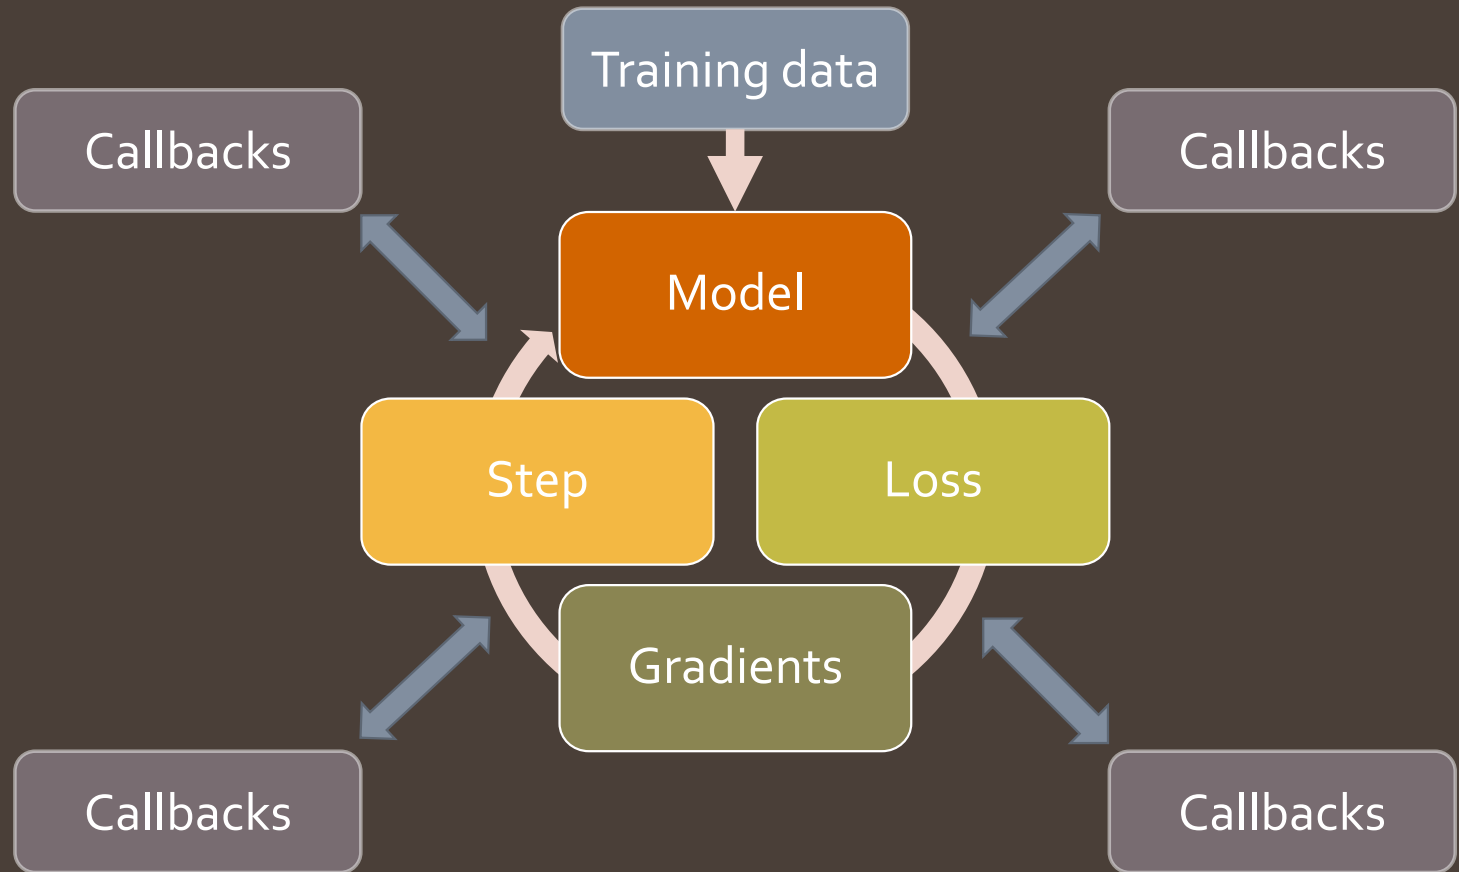 Training data
Callbacks
Callbacks
Model
Step
Loss
Gradients
Callbacks
Callbacks